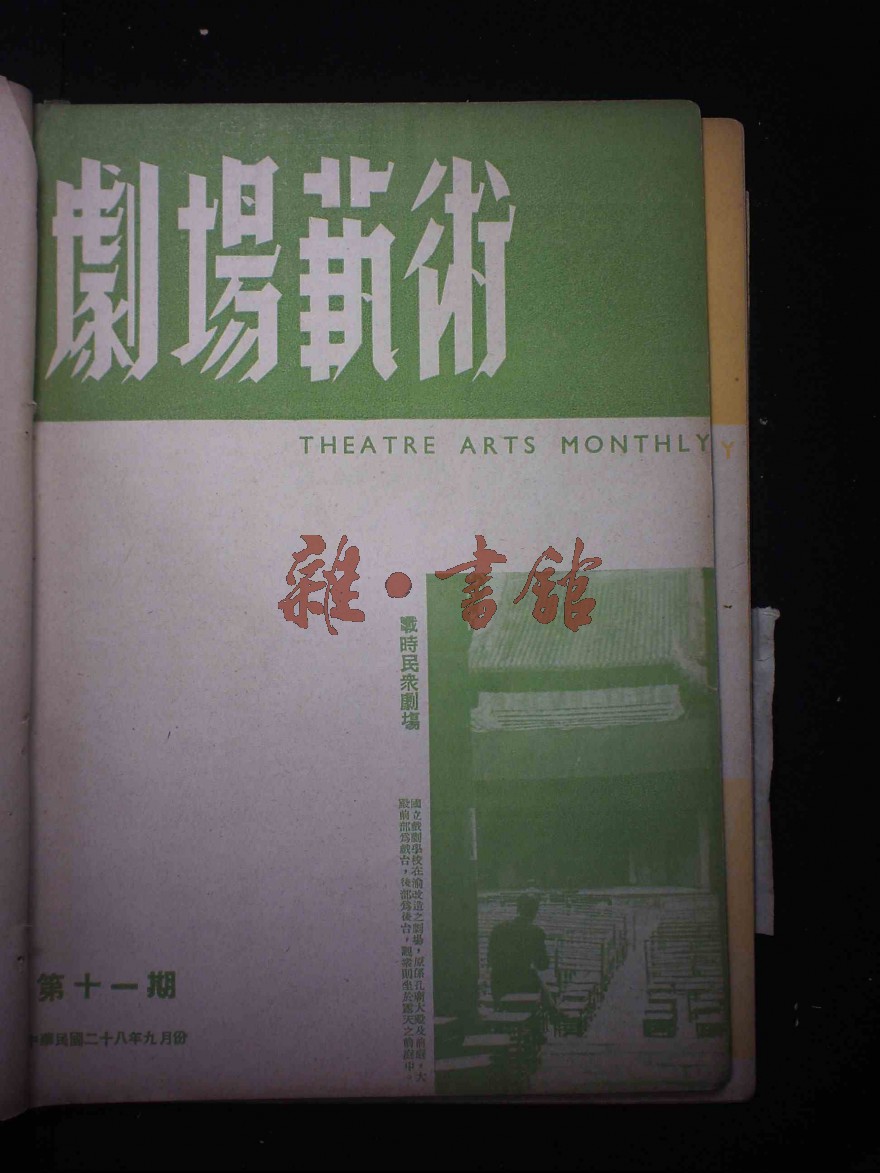 劇場藝術
THEATRE ARTS MONTHLY
Y
雜·書館
戰時民衆劇場
國立戲劇學校在渝改造之劇場，原係孔廟大殿及前庭，大
殿前部爲戲台，後部爲後台，觀衆則坐於露天之前庭中。
第十一期
中華民國二十八年九月份